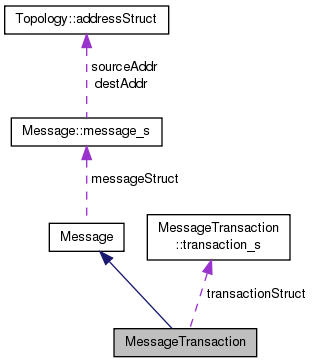 Topology::addressStruct
sourceAddr
destAddr
Message::message_s
messageStruct
Message
MessageTransaction
::transaction_s
transactionStruct
MessageTransaction